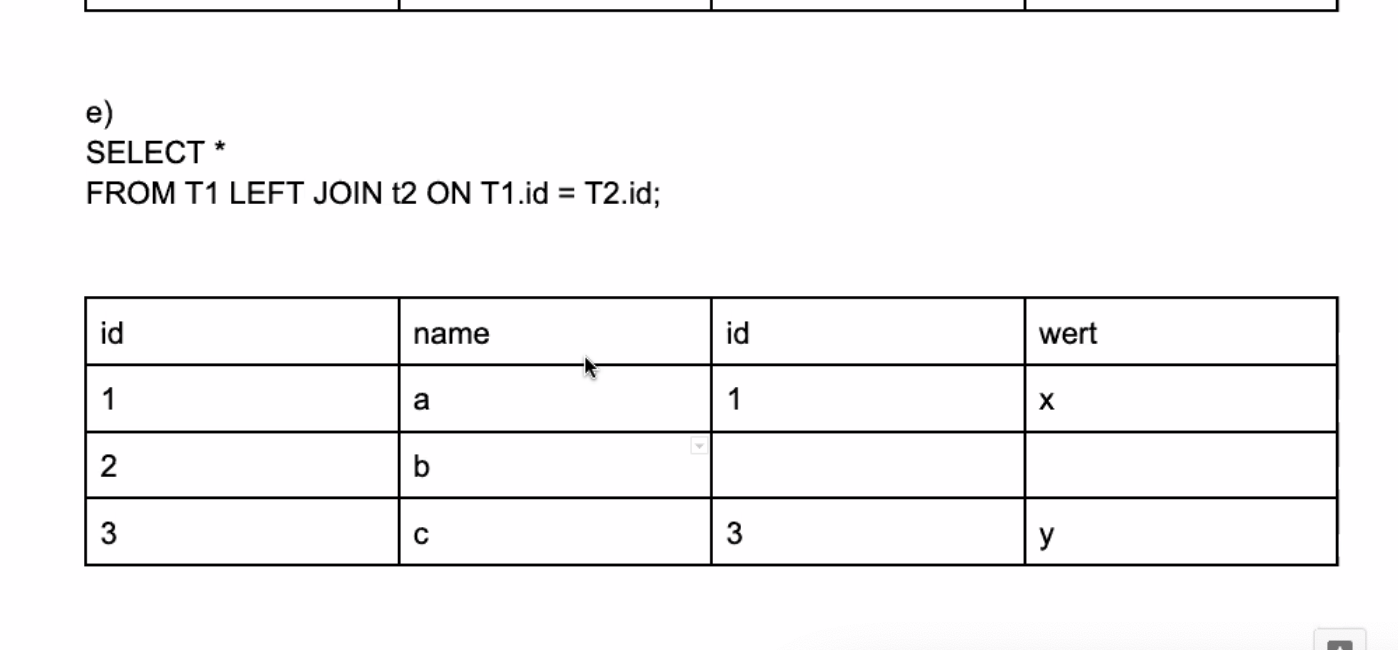 e)
SELECT *
FROM T1 LEFT JOIN t2 ON T1.id = T2.id;
id name id wert
1 a 1 x
2 b
3 c 3 y